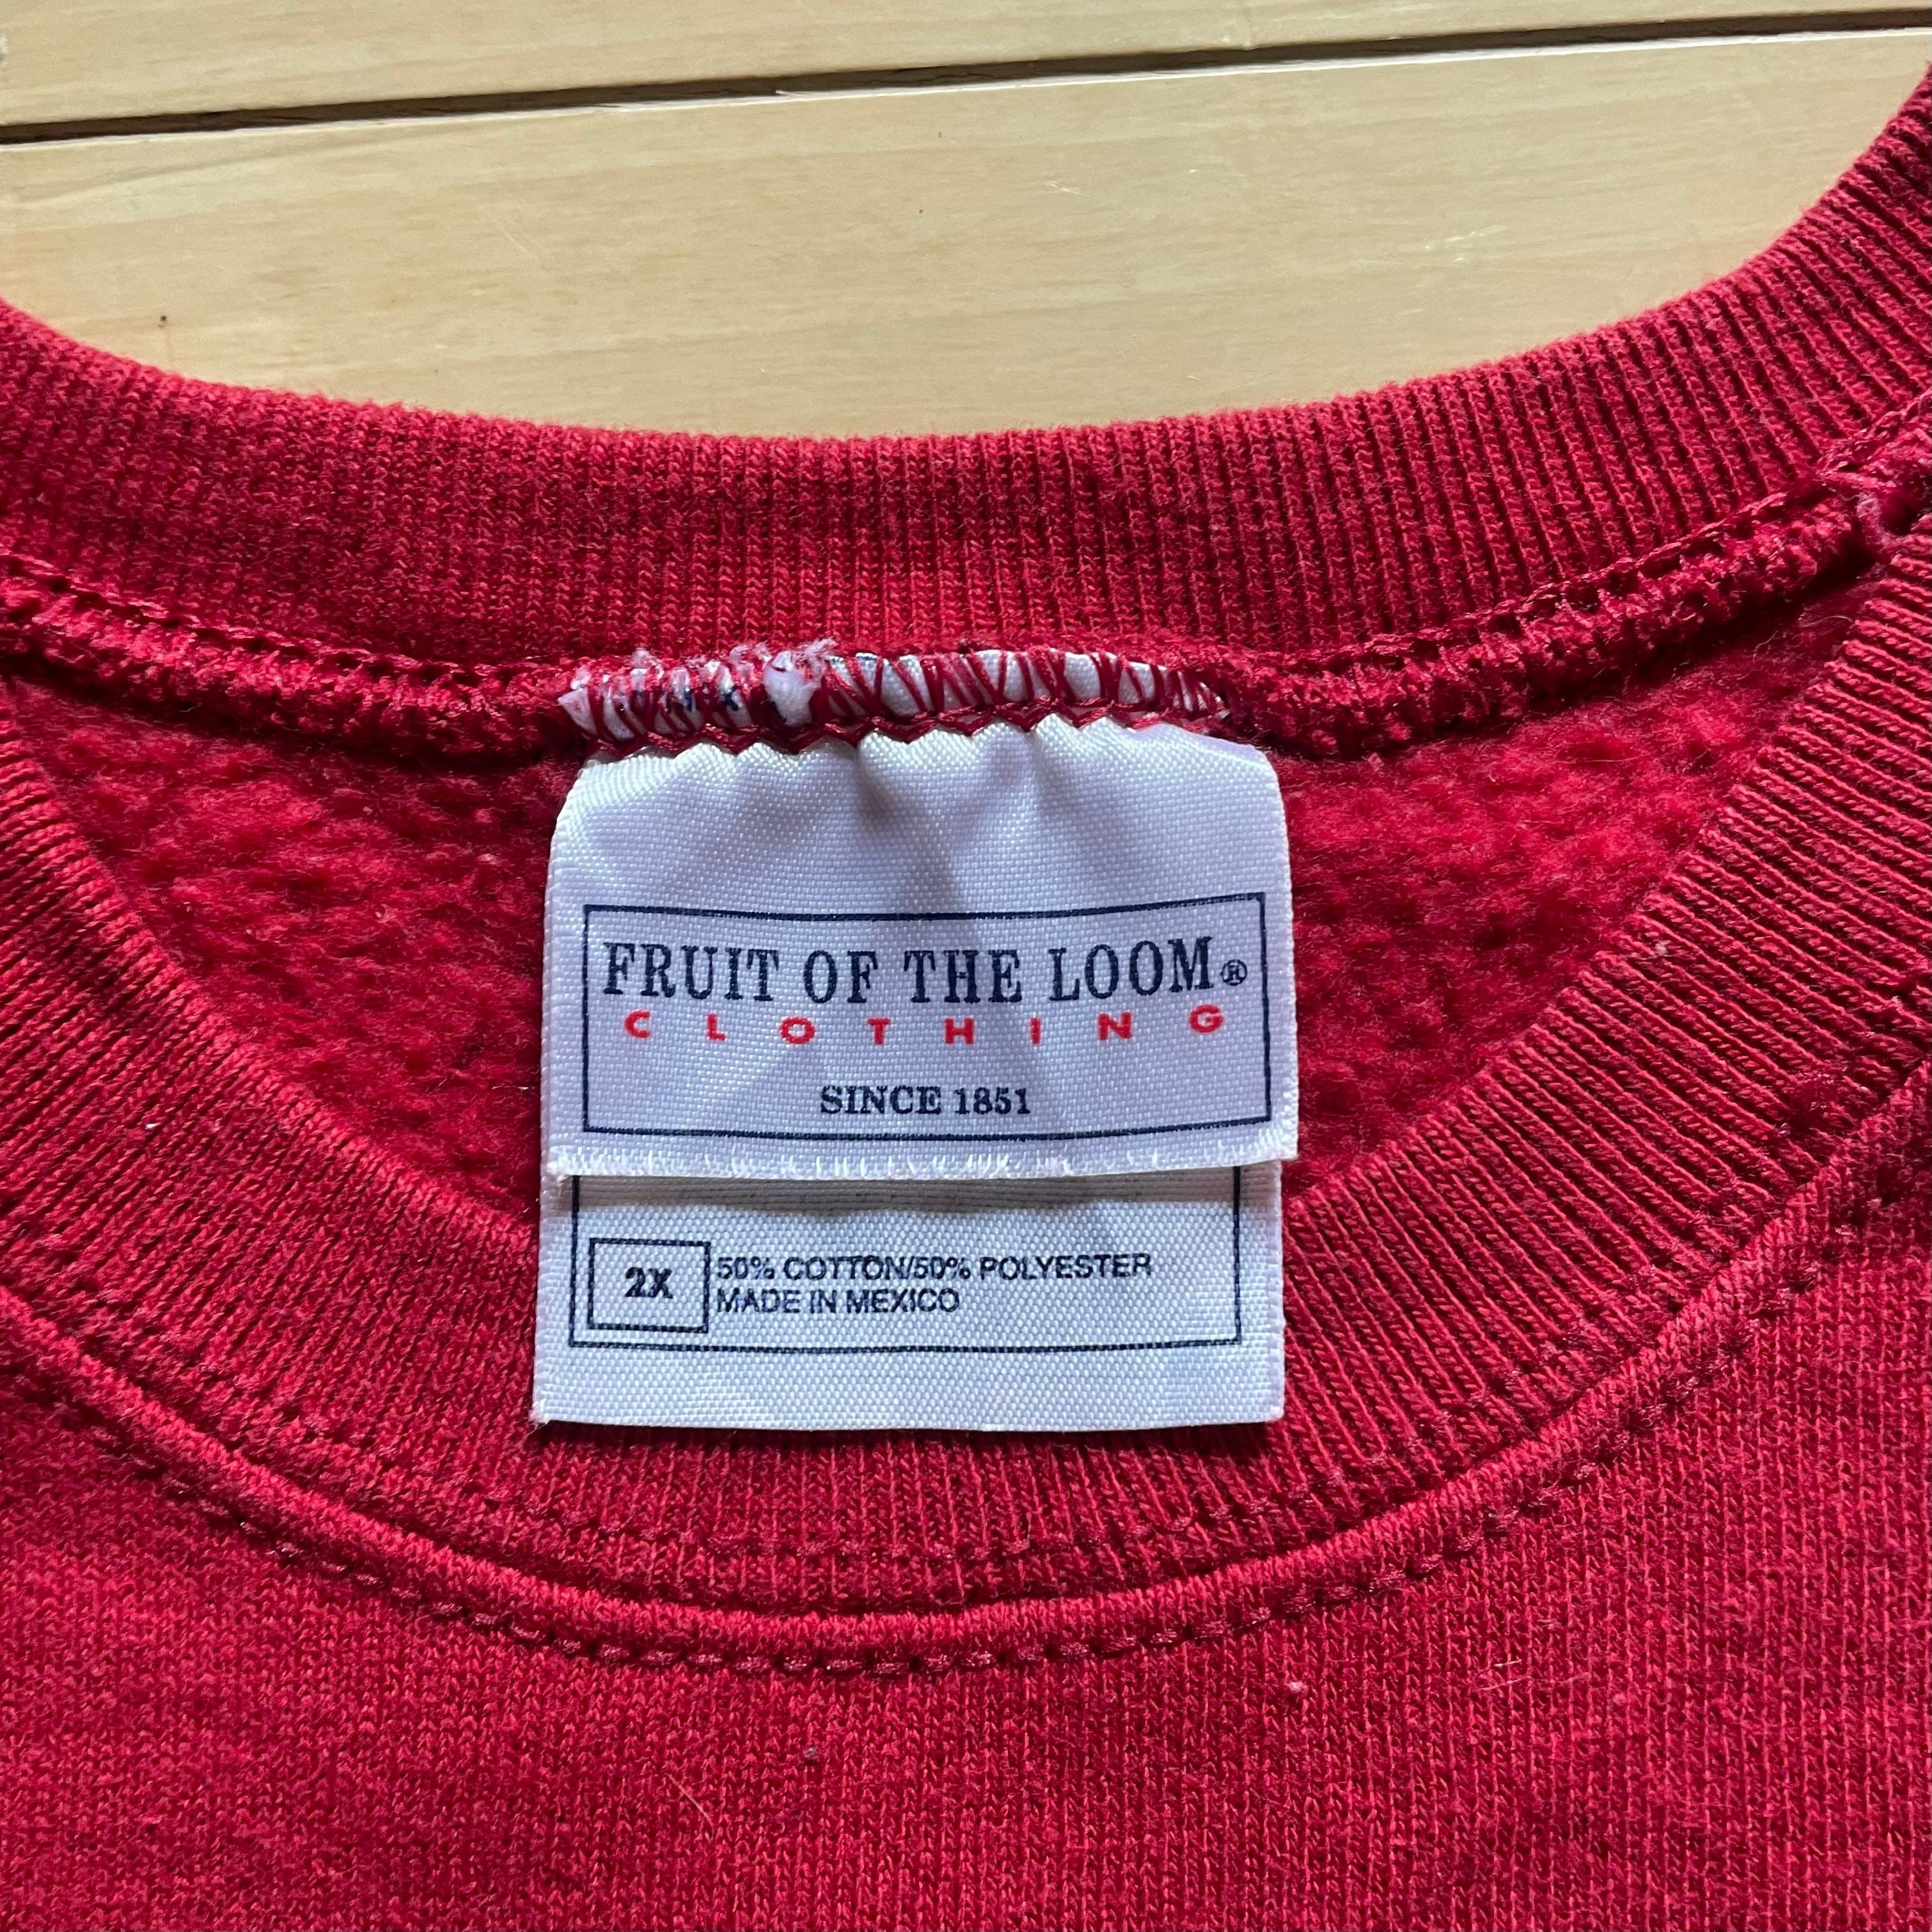 FRUIT OF THE LOOM®
CLOTHING
SINCE 1851
2X
50% COTTON/50% POLYESTER
MADE IN MEXICO